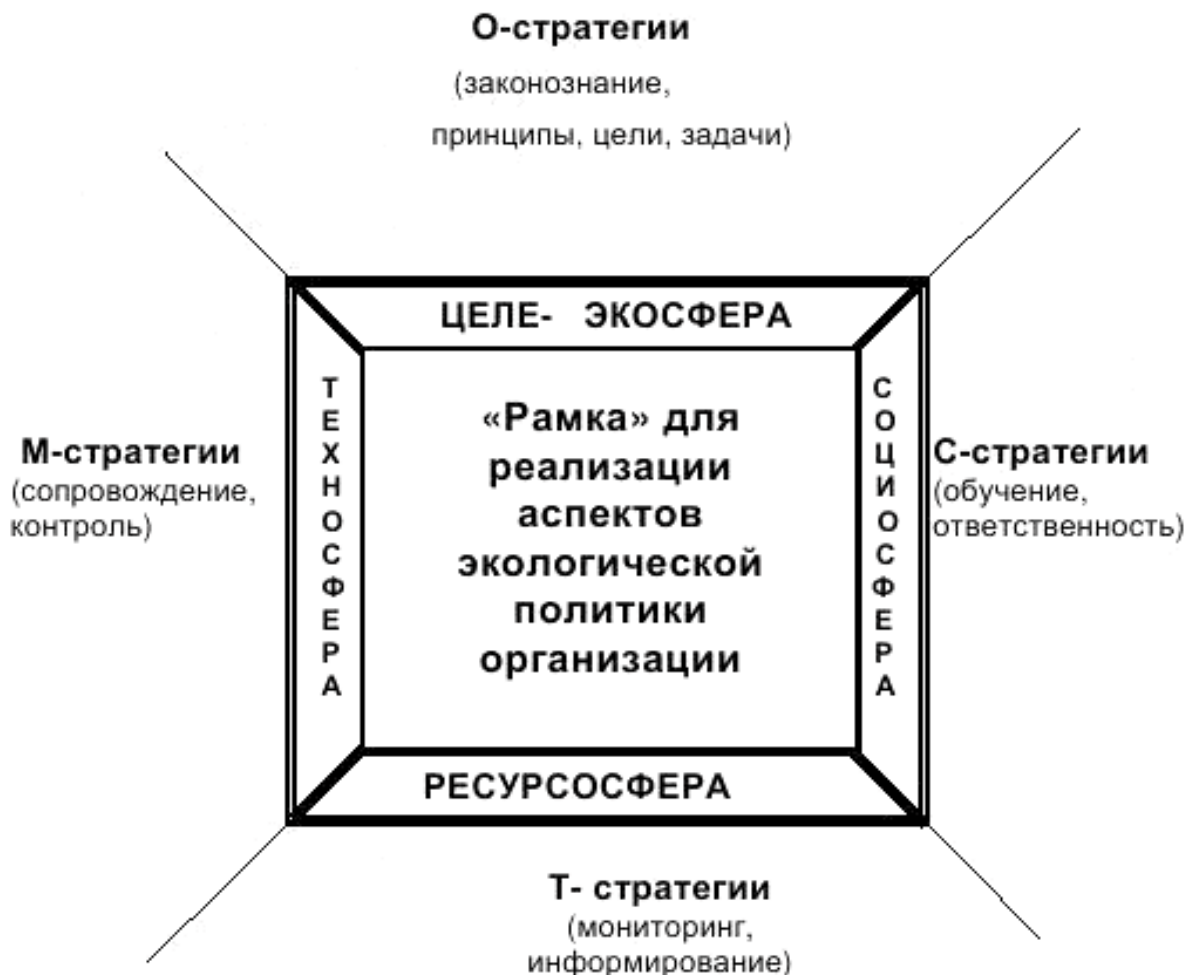 О-стратегии
(законознание,
принципы, цели, задачи)
ЦЕЛЕ- ЭКОСФЕРА
ТЕХНОСФЕРА
«Рамка» для
реализации
аспектов
экологической
политики
организации
СОЦИОСФЕРА
М-стратегии
(сопровождение,
контроль)
С-стратегии
(обучение,
ответственность)
РЕСУРСОСФЕРА
Т- стратегии
(мониторинг,
информирование)